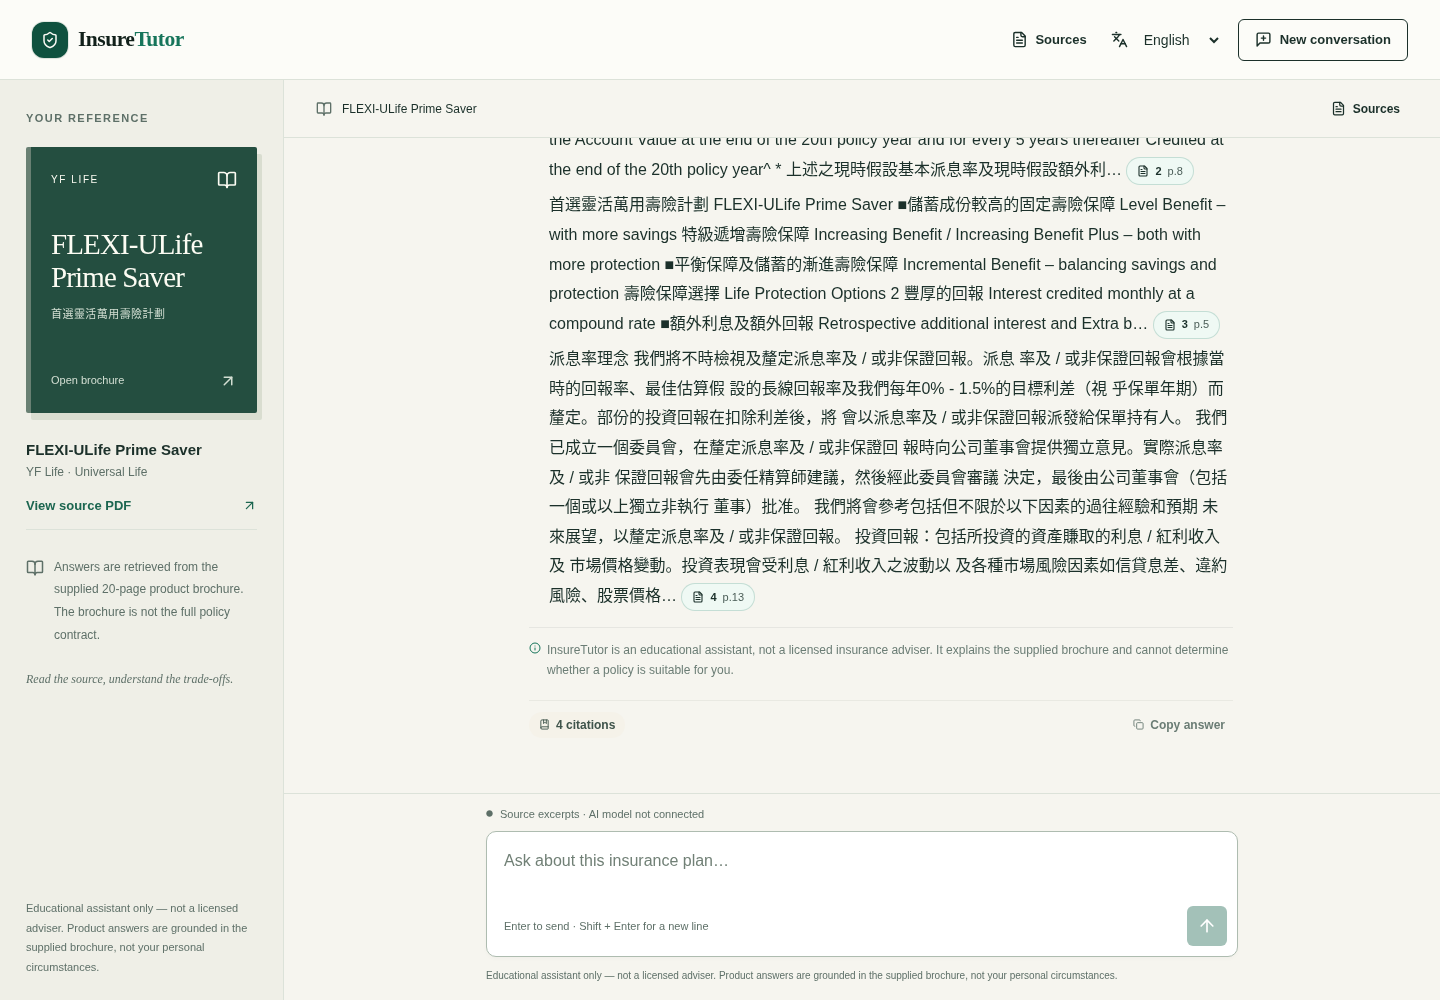 InsureTutor
Sources
English
New conversation
YOUR REFERENCE
YF LIFE
FLEXI-ULife
Prime Saver
首選靈活萬用壽險計劃
Open brochure
FLEXI-ULife Prime Saver
YF Life · Universal Life
View source PDF
Answers are retrieved from the
supplied 20-page product brochure.
The brochure is not the full policy
contract.
Read the source, understand the trade-offs.
Educational assistant only — not a licensed
adviser. Product answers are grounded in the
supplied brochure, not your personal
circumstances.
FLEXI-ULife Prime Saver
Sources
the Account Value at the end of the 20th policy year and for every 5 years thereafter Credited at
the end of the 20th policy year^ * 上述之現時假設基本派息率及現時假設額外利… 2 p.8
首選靈活萬用壽險計劃 FLEXI-ULife Prime Saver ■儲蓄成份較高的固定壽險保障 Level Benefit –
with more savings 特級遞增壽險保障 Increasing Benefit / Increasing Benefit Plus – both with
more protection ■平衡保障及儲蓄的漸進壽險保障 Incremental Benefit – balancing savings and
protection 壽險保障選擇 Life Protection Options 2 豐厚的回報 Interest credited monthly at a
compound rate ■額外利息及額外回報 Retrospective additional interest and Extra b… 3 p.5
派息率理念 我們將不時檢視及釐定派息率及 / 或非保證回報。派息 率及 / 或非保證回報會根據當
時的回報率、最佳估算假 設的長線回報率及我們每年0% - 1.5%的目標利差（視 乎保單年期）而
釐定。部份的投資回報在扣除利差後，將 會以派息率及 / 或非保證回報派發給保單持有人。 我們
已成立一個委員會，在釐定派息率及 / 或非保證回 報時向公司董事會提供獨立意見。實際派息率
及 / 或非 保證回報會先由委任精算師建議，然後經此委員會審議 決定，最後由公司董事會（包括
一個或以上獨立非執行 董事）批准。 我們將會參考包括但不限於以下因素的過往經驗和預期 未
來展望，以釐定派息率及 / 或非保證回報。 投資回報：包括所投資的資產賺取的利息 / 紅利收入
及 市場價格變動。投資表現會受利息 / 紅利收入之波動以 及各種市場風險因素如信貸息差、違約
風險、股票價格… 4 p.13
InsureTutor is an educational assistant, not a licensed insurance adviser. It explains the supplied brochure and cannot determine
whether a policy is suitable for you.
4 citations
Copy answer
Source excerpts · AI model not connected
Ask about this insurance plan…
Enter to send · Shift + Enter for a new line
Educational assistant only — not a licensed adviser. Product answers are grounded in the supplied brochure, not your personal circumstances.